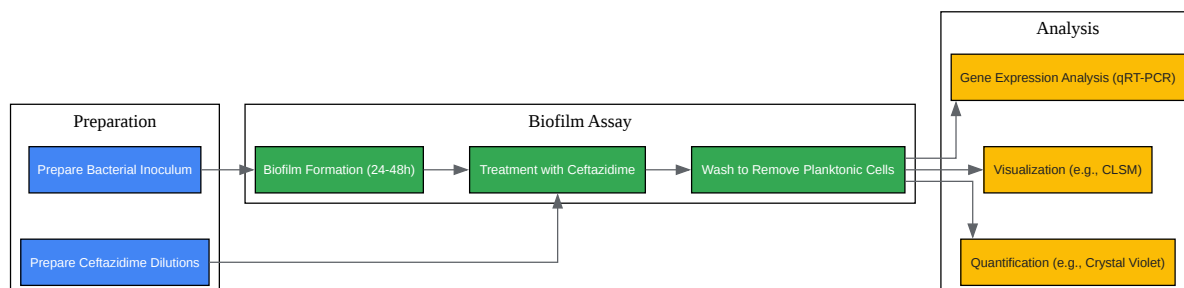 Preparation
Prepare Bacterial Inoculum
Prepare Ceftazidime Dilutions
Biofilm Assay
Biofilm Formation (24-48h)
Treatment with Ceftazidime
Wash to Remove Planktonic Cells
Analysis
Gene Expression Analysis (qRT-PCR)
Visualization (e.g., CLSM)
Quantification (e.g., Crystal Violet)